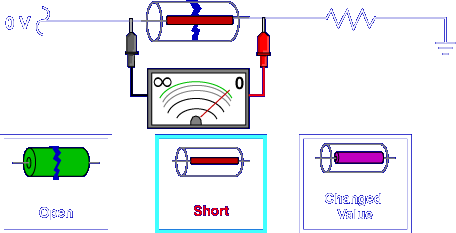 0 V
∞ 0
Open
Short
Changed
Value